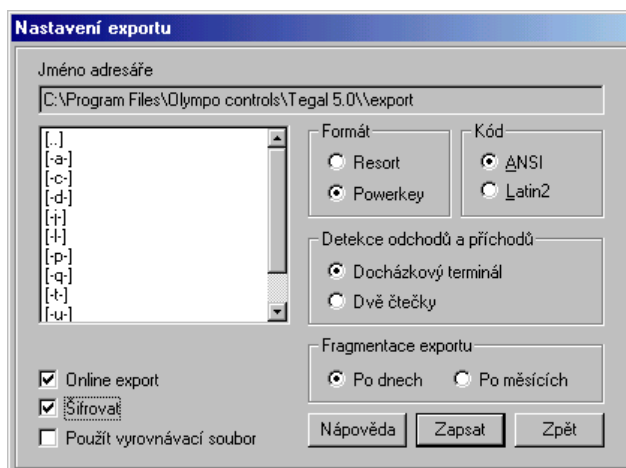 Nastavení exportu
Jméno adresáře
C:\Program Files\Olympo controls\Tegal 5.0\\export
[..]
[-a-]
[-c-]
[-d-]
[-j-]
[-l-]
[-p-]
[-q-]
[-t-]
[-u-]
Formát
Resort
Powerkey
Kód
ANSI
Latin2
Detekce odchodů a příchodů
Docházkový terminál
Dvě čtečky
Fragmentace exportu
Po dnech Po měsících
Online export
Šifrovat
Použít vyrovnávací soubor
Nápověda Zapsat Zpět